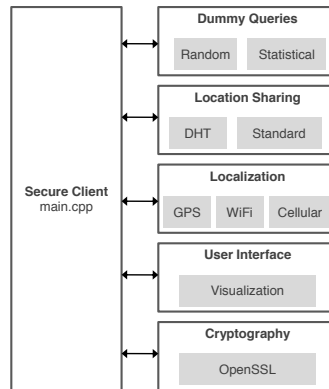 Secure Client
main.cpp
Dummy Queries
Random Statistical
Location Sharing
DHT Standard
Localization
GPS WiFi Cellular
User Interface
Visualization
Cryptography
OpenSSL